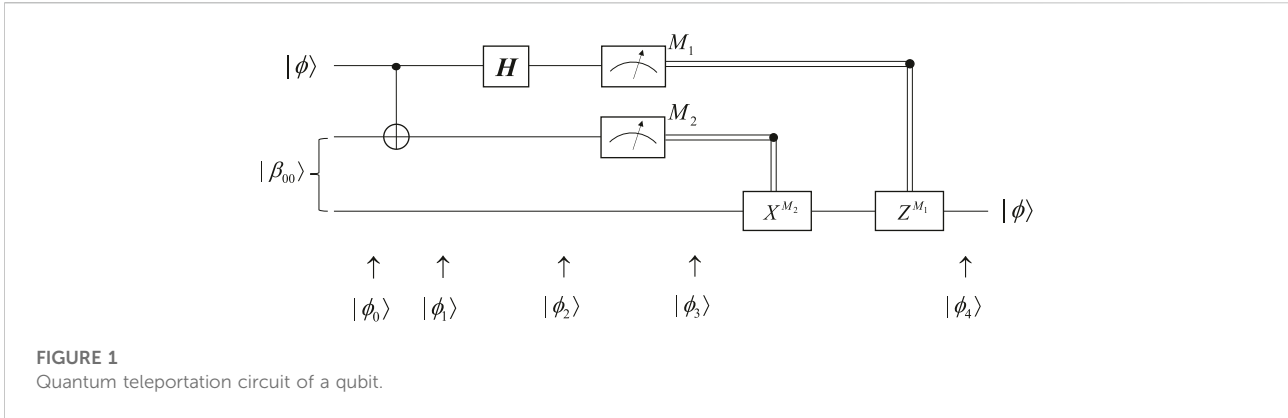 |ϕ⟩ H M₁
M₂
|β₀₀⟩
X^{M₂} Z^{M₁} |ϕ⟩
|ϕ₀⟩ |ϕ₁⟩ |ϕ₂⟩ |ϕ₃⟩ |ϕ₄⟩
FIGURE 1
Quantum teleportation circuit of a qubit.